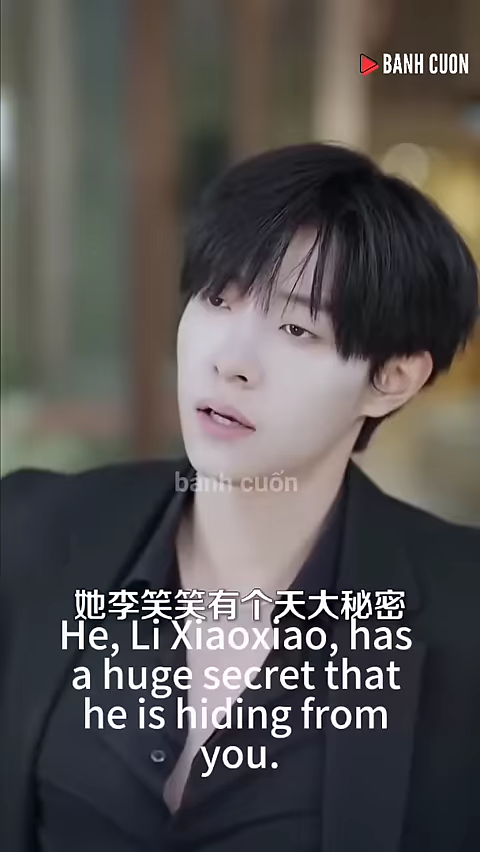 BANH CUON
bánh cuốn
她李笑笑有个天大秘密
He, Li Xiaoxiao, has
a huge secret that
he is hiding from
you.